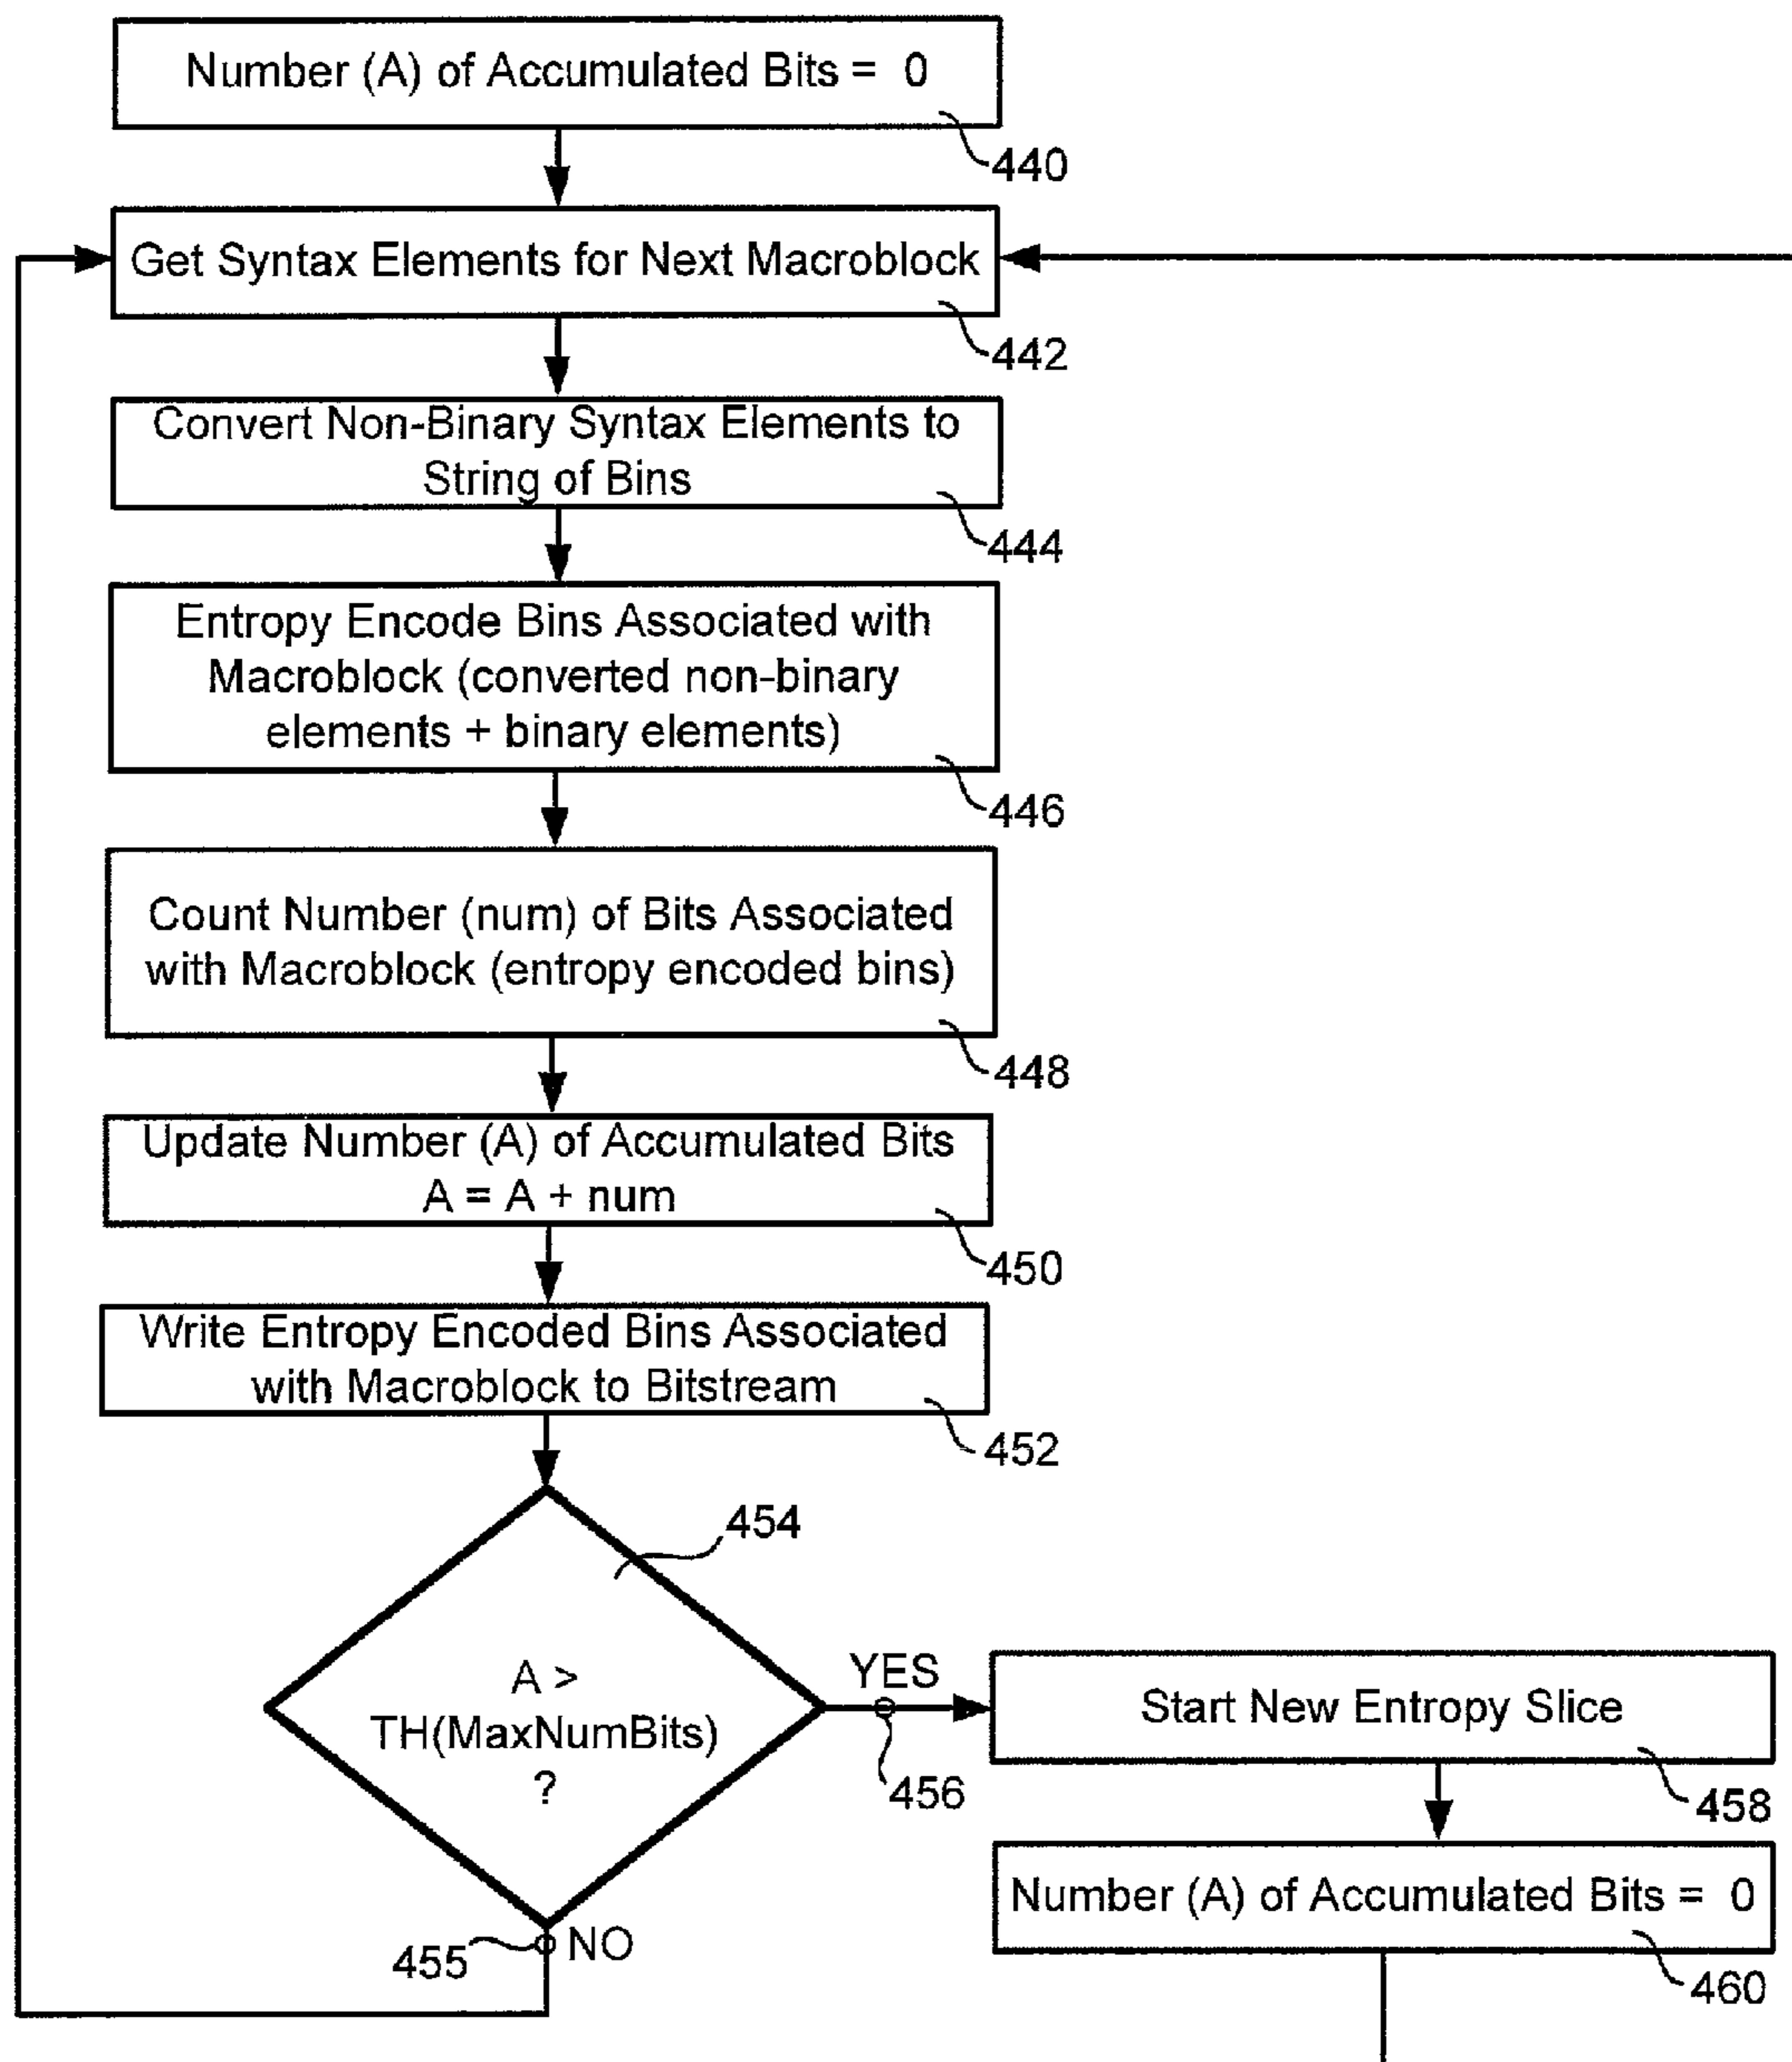 Number (A) of Accumulated Bits = 0
440
Get Syntax Elements for Next Macroblock
442
Convert Non-Binary Syntax Elements to
String of Bins
444
Entropy Encode Bins Associated with
Macroblock (converted non-binary
elements + binary elements)
446
Count Number (num) of Bits Associated
with Macroblock (entropy encoded bins)
448
Update Number (A) of Accumulated Bits
A = A + num
450
Write Entropy Encoded Bins Associated
with Macroblock to Bitstream
452
454
A >
TH(MaxNumBits)
?
YES
456
Start New Entropy Slice
458
Number (A) of Accumulated Bits = 0
460
455
NO